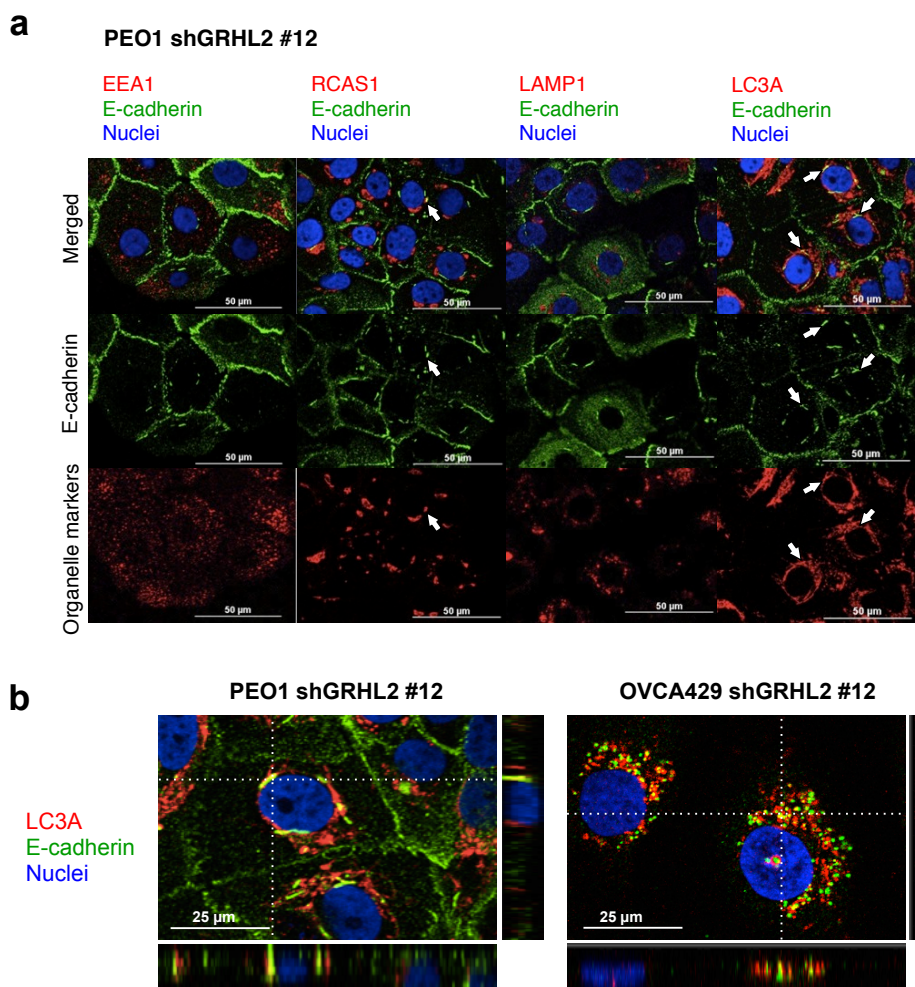 a
PEO1 shGRHL2 #12
EEA1
E-cadherin
Nuclei
RCAS1
E-cadherin
Nuclei
LAMP1
E-cadherin
Nuclei
LC3A
E-cadherin
Nuclei
Merged
50 µm
50 µm
50 µm
50 µm
E-cadherin
50 µm
50 µm
50 µm
50 µm
Organelle markers
50 µm
50 µm
50 µm
50 µm
b
PEO1 shGRHL2 #12
OVCA429 shGRHL2 #12
LC3A
E-cadherin
Nuclei
25 µm
25 µm